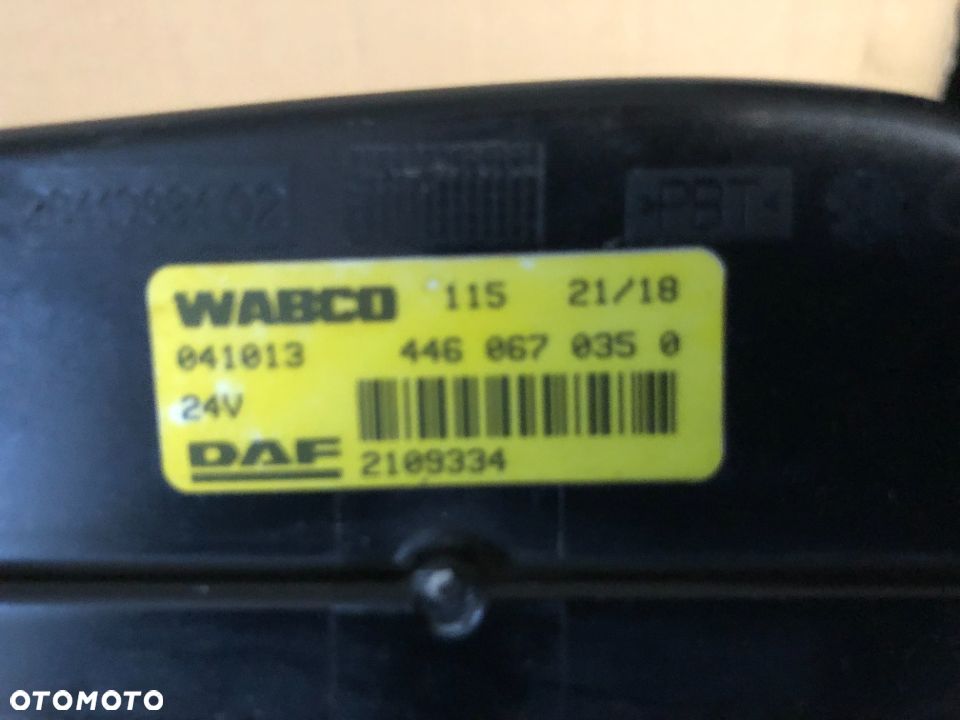 >PBT<
WABCO 115 21/18
041013 446 067 035 0
24V
DAF 2109334
OTOMOTO